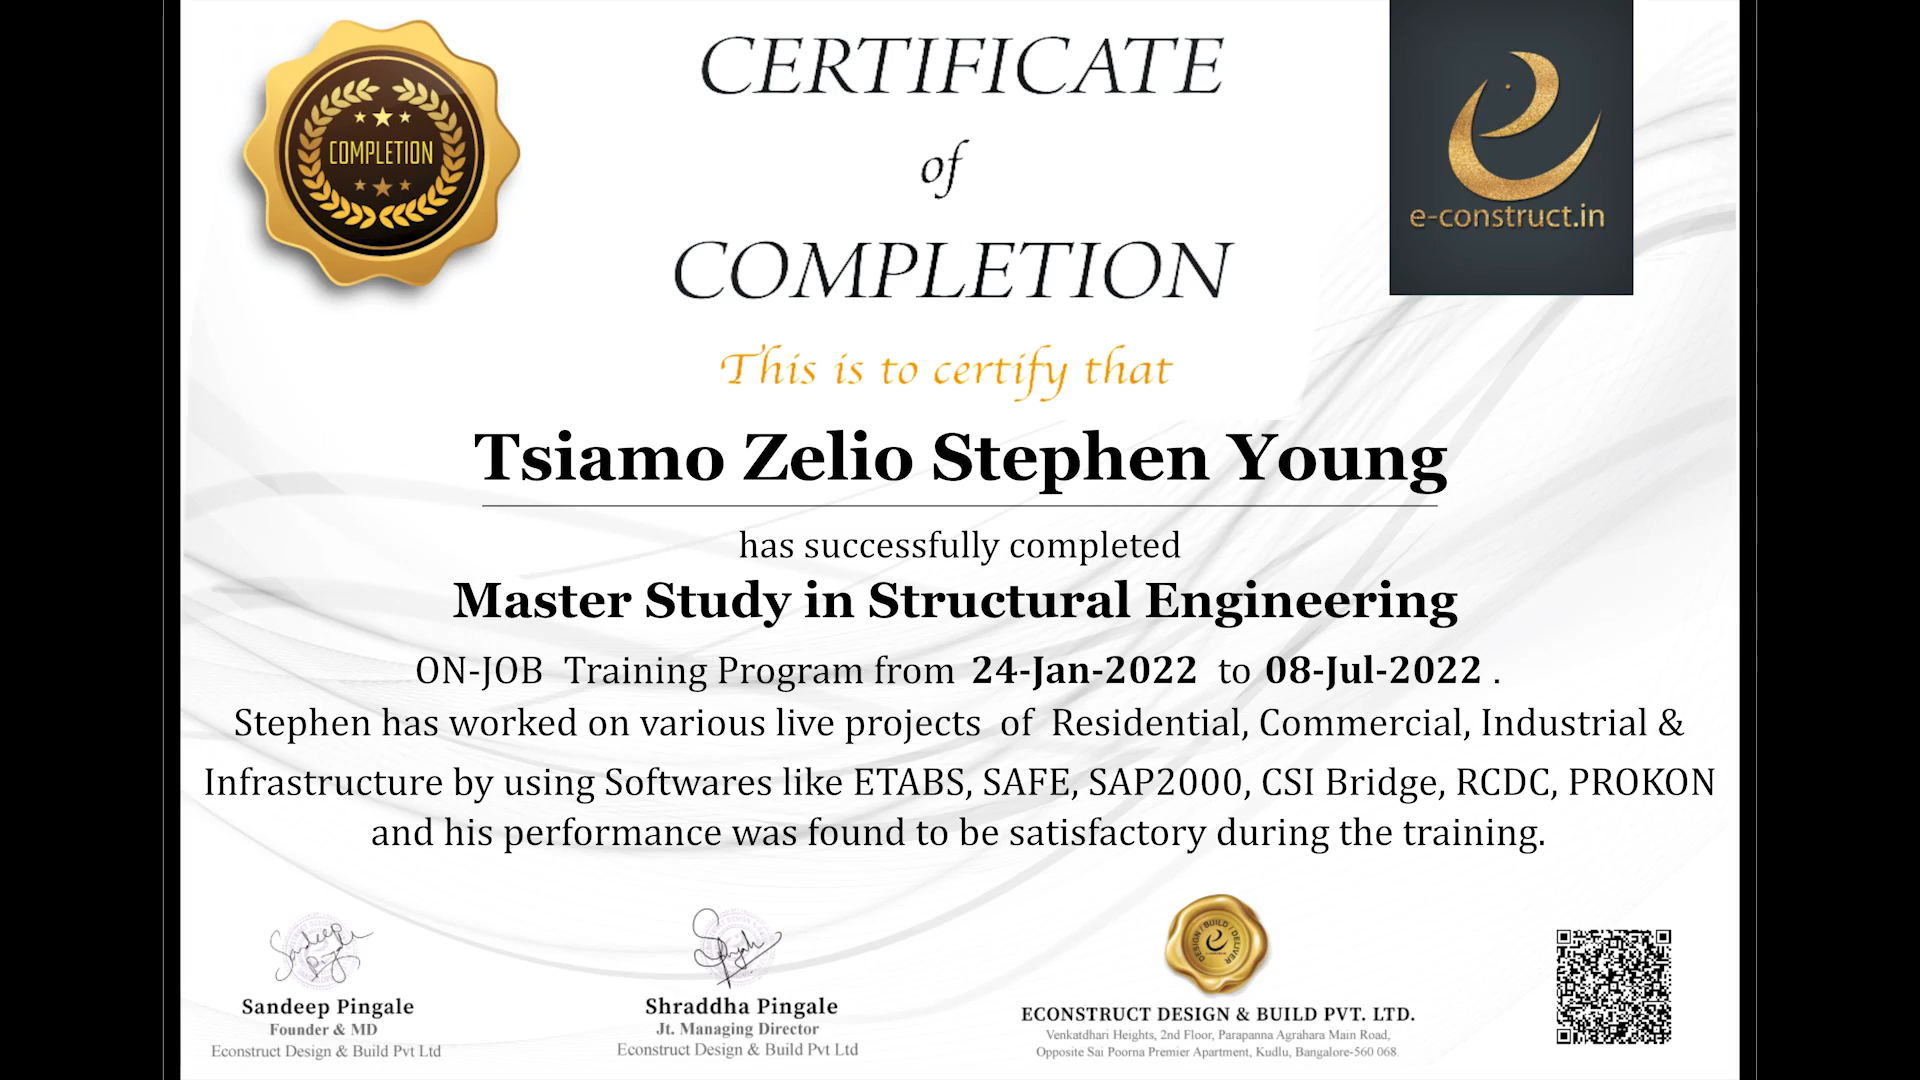 CERTIFICATE
of
COMPLETION
COMPLETION
e-construct.in
This is to certify that
Tsiamo Zelio Stephen Young
has successfully completed
Master Study in Structural Engineering
ON-JOB Training Program from 24-Jan-2022 to 08-Jul-2022 .
Stephen has worked on various live projects of Residential, Commercial, Industrial &
Infrastructure by using Softwares like ETABS, SAFE, SAP2000, CSI Bridge, RCDC, PROKON
and his performance was found to be satisfactory during the training.
Sandeep Pingale
Founder & MD
Econstruct Design & Build Pvt Ltd
Shraddha Pingale
Jt. Managing Director
Econstruct Design & Build Pvt Ltd
DESIGN / BUILD / DELIVER
ECONSTRUCT DESIGN & BUILD PVT. LTD.
Venkatdhari Heights, 2nd Floor, Parapanna Agrahara Main Road,
Opposite Sai Poorna Premier Apartment, Kudlu, Bangalore-560 068